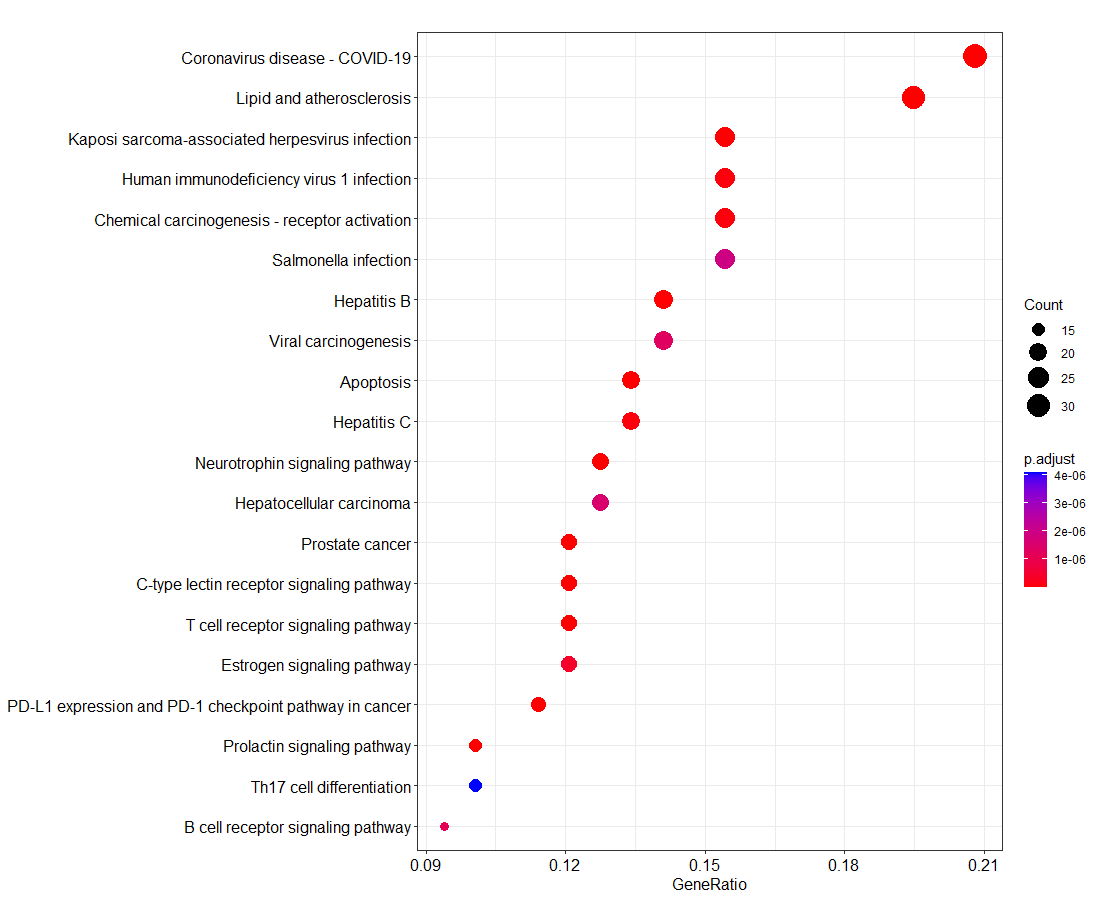 Coronavirus disease - COVID-19
Lipid and atherosclerosis
Kaposi sarcoma-associated herpesvirus infection
Human immunodeficiency virus 1 infection
Chemical carcinogenesis - receptor activation
Salmonella infection
Hepatitis B
Viral carcinogenesis
Apoptosis
Hepatitis C
Neurotrophin signaling pathway
Hepatocellular carcinoma
Prostate cancer
C-type lectin receptor signaling pathway
T cell receptor signaling pathway
Estrogen signaling pathway
PD-L1 expression and PD-1 checkpoint pathway in cancer
Prolactin signaling pathway
Th17 cell differentiation
B cell receptor signaling pathway
0.09 0.12 0.15 0.18 0.21
GeneRatio
Count
15
20
25
30
p.adjust
4e-06
3e-06
2e-06
1e-06